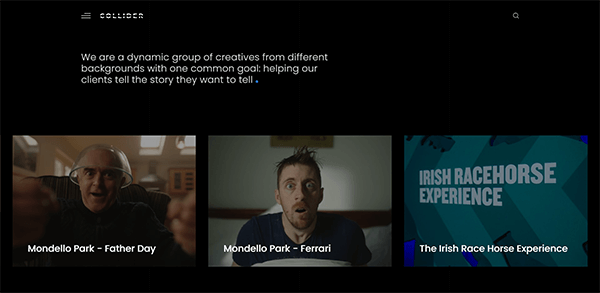 COLLIDER
We are a dynamic group of creatives from different
backgrounds with one common goal: helping our
clients tell the story they want to tell.
IRISH RACEHORSE
EXPERIENCE
Mondello Park - Father Day
Mondello Park - Ferrari
The Irish Race Horse Experience